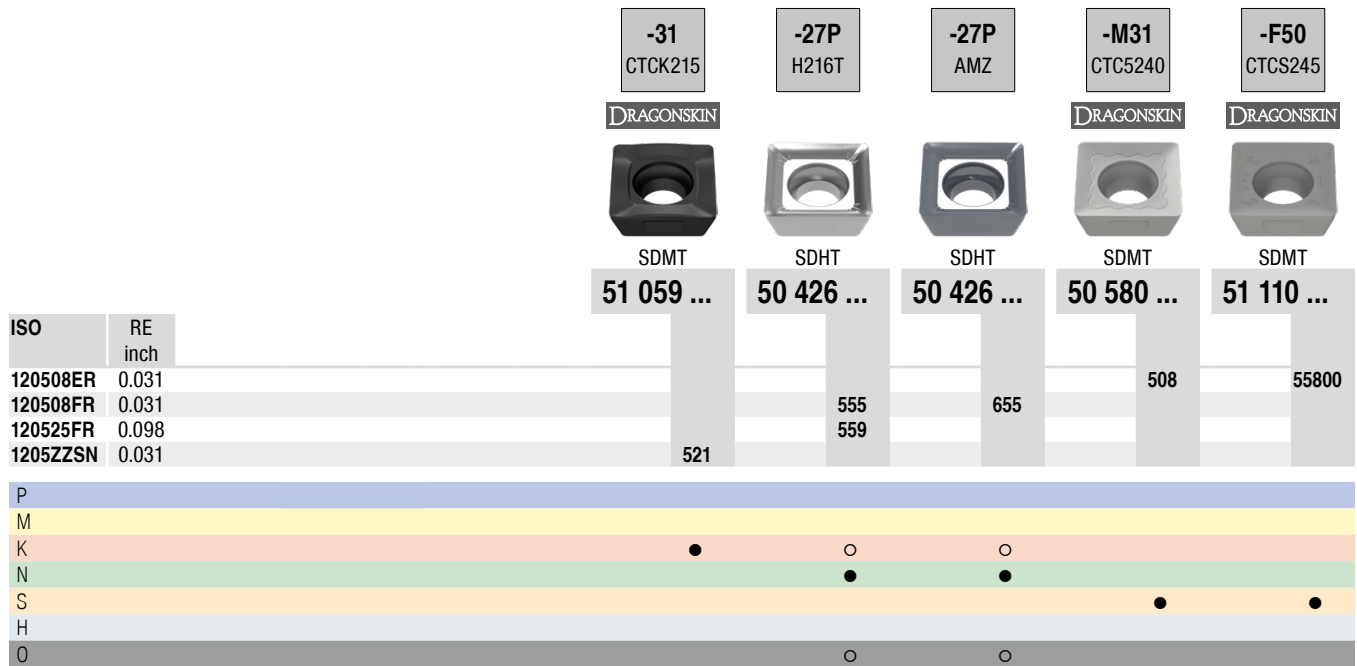 -31 -27P -27P -M31 -F50
CTCK215 H216T AMZ CTC5240 CTCS245
DRAGONSKIN DRAGONSKIN DRAGONSKIN
SDMT SDHT SDHT SDMT SDMT
51 059 ... 50 426 ... 50 426 ... 50 580 ... 51 110 ...
ISO RE
inch
120508ER 0.031 508 55800
120508FR 0.031 555 655
120525FR 0.098 559
1205ZZSN 0.031 521
P
M
K ● ○ ○
N ● ●
S ● ●
H
O ○ ○